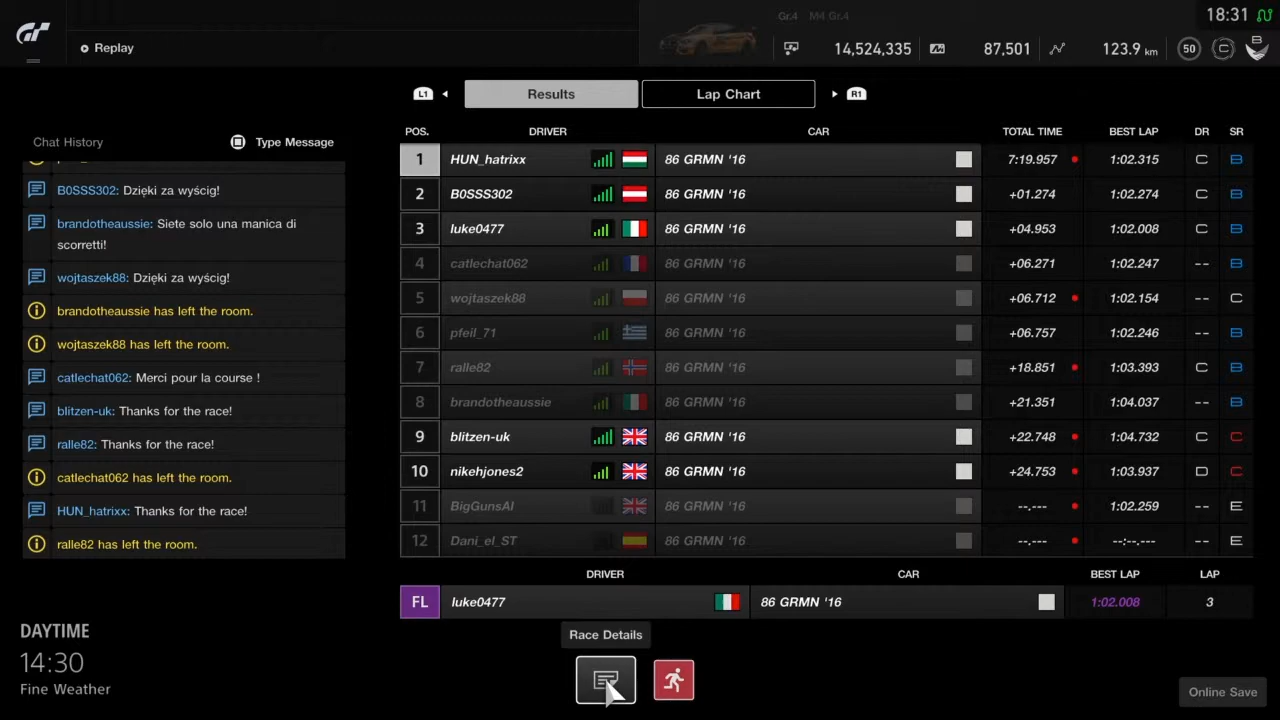 Replay
Gr.4 M4 Gr.4
18:31
14,524,335
87,501
123.9 km
50
C
B
L1
Results
Lap Chart
R1
Chat History
Type Message
B0SSS302: Dzięki za wyścig!
brandotheaussie: Siete solo una manica di
scorretti!
wojtaszek88: Dzięki za wyścig!
brandotheaussie has left the room.
wojtaszek88 has left the room.
catlechat062: Merci pour la course !
blitzen-uk: Thanks for the race!
ralle82: Thanks for the race!
catlechat062 has left the room.
HUN_hatrixx: Thanks for the race!
ralle82 has left the room.
POS. DRIVER CAR TOTAL TIME BEST LAP DR SR
1 HUN_hatrixx 86 GRMN '16 7:19.957 1:02.315 C B
2 B0SSS302 86 GRMN '16 +01.274 1:02.274 C B
3 luke0477 86 GRMN '16 +04.953 1:02.008 C B
4 catlechat062 86 GRMN '16 +06.271 1:02.247 -- B
5 wojtaszek88 86 GRMN '16 +06.712 1:02.154 -- C
6 pfeil_71 86 GRMN '16 +06.757 1:02.246 -- B
7 ralle82 86 GRMN '16 +18.851 1:03.393 C B
8 brandotheaussie 86 GRMN '16 +21.351 1:04.037 -- B
9 blitzen-uk 86 GRMN '16 +22.748 1:04.732 C C
10 nikehjones2 86 GRMN '16 +24.753 1:03.937 D C
11 BigGunsAl 86 GRMN '16 --.--- 1:02.259 -- E
12 Dani_el_ST 86 GRMN '16 --.--- --:--.--- -- E
DRIVER CAR BEST LAP LAP
FL luke0477 86 GRMN '16 1:02.008 3
Race Details
DAYTIME
14:30
Fine Weather
Online Save